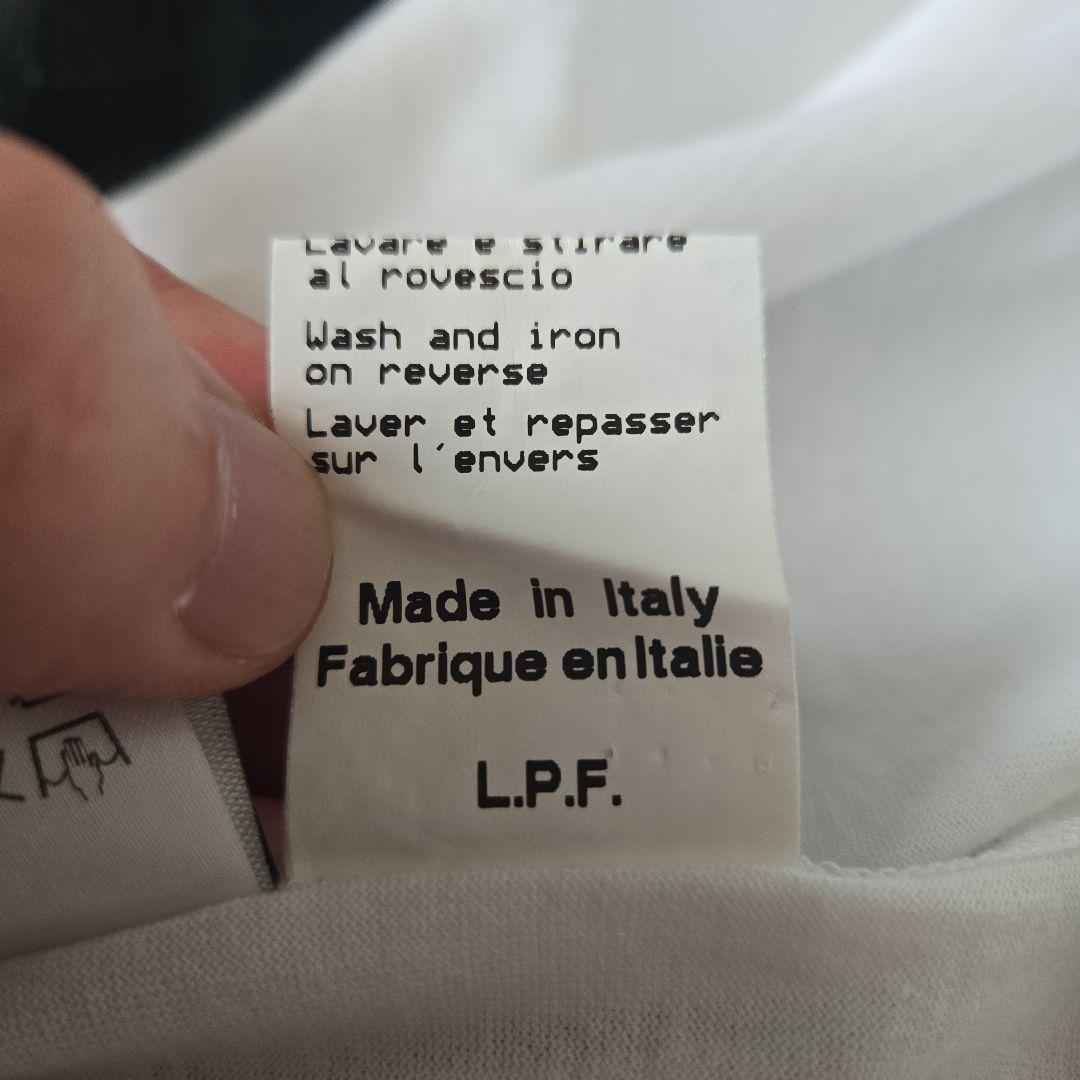 Lavare e stirare
al rovescio
Wash and iron
on reverse
Laver et repasser
sur l´envers
Made in Italy
Fabrique en Italie
L.P.F.